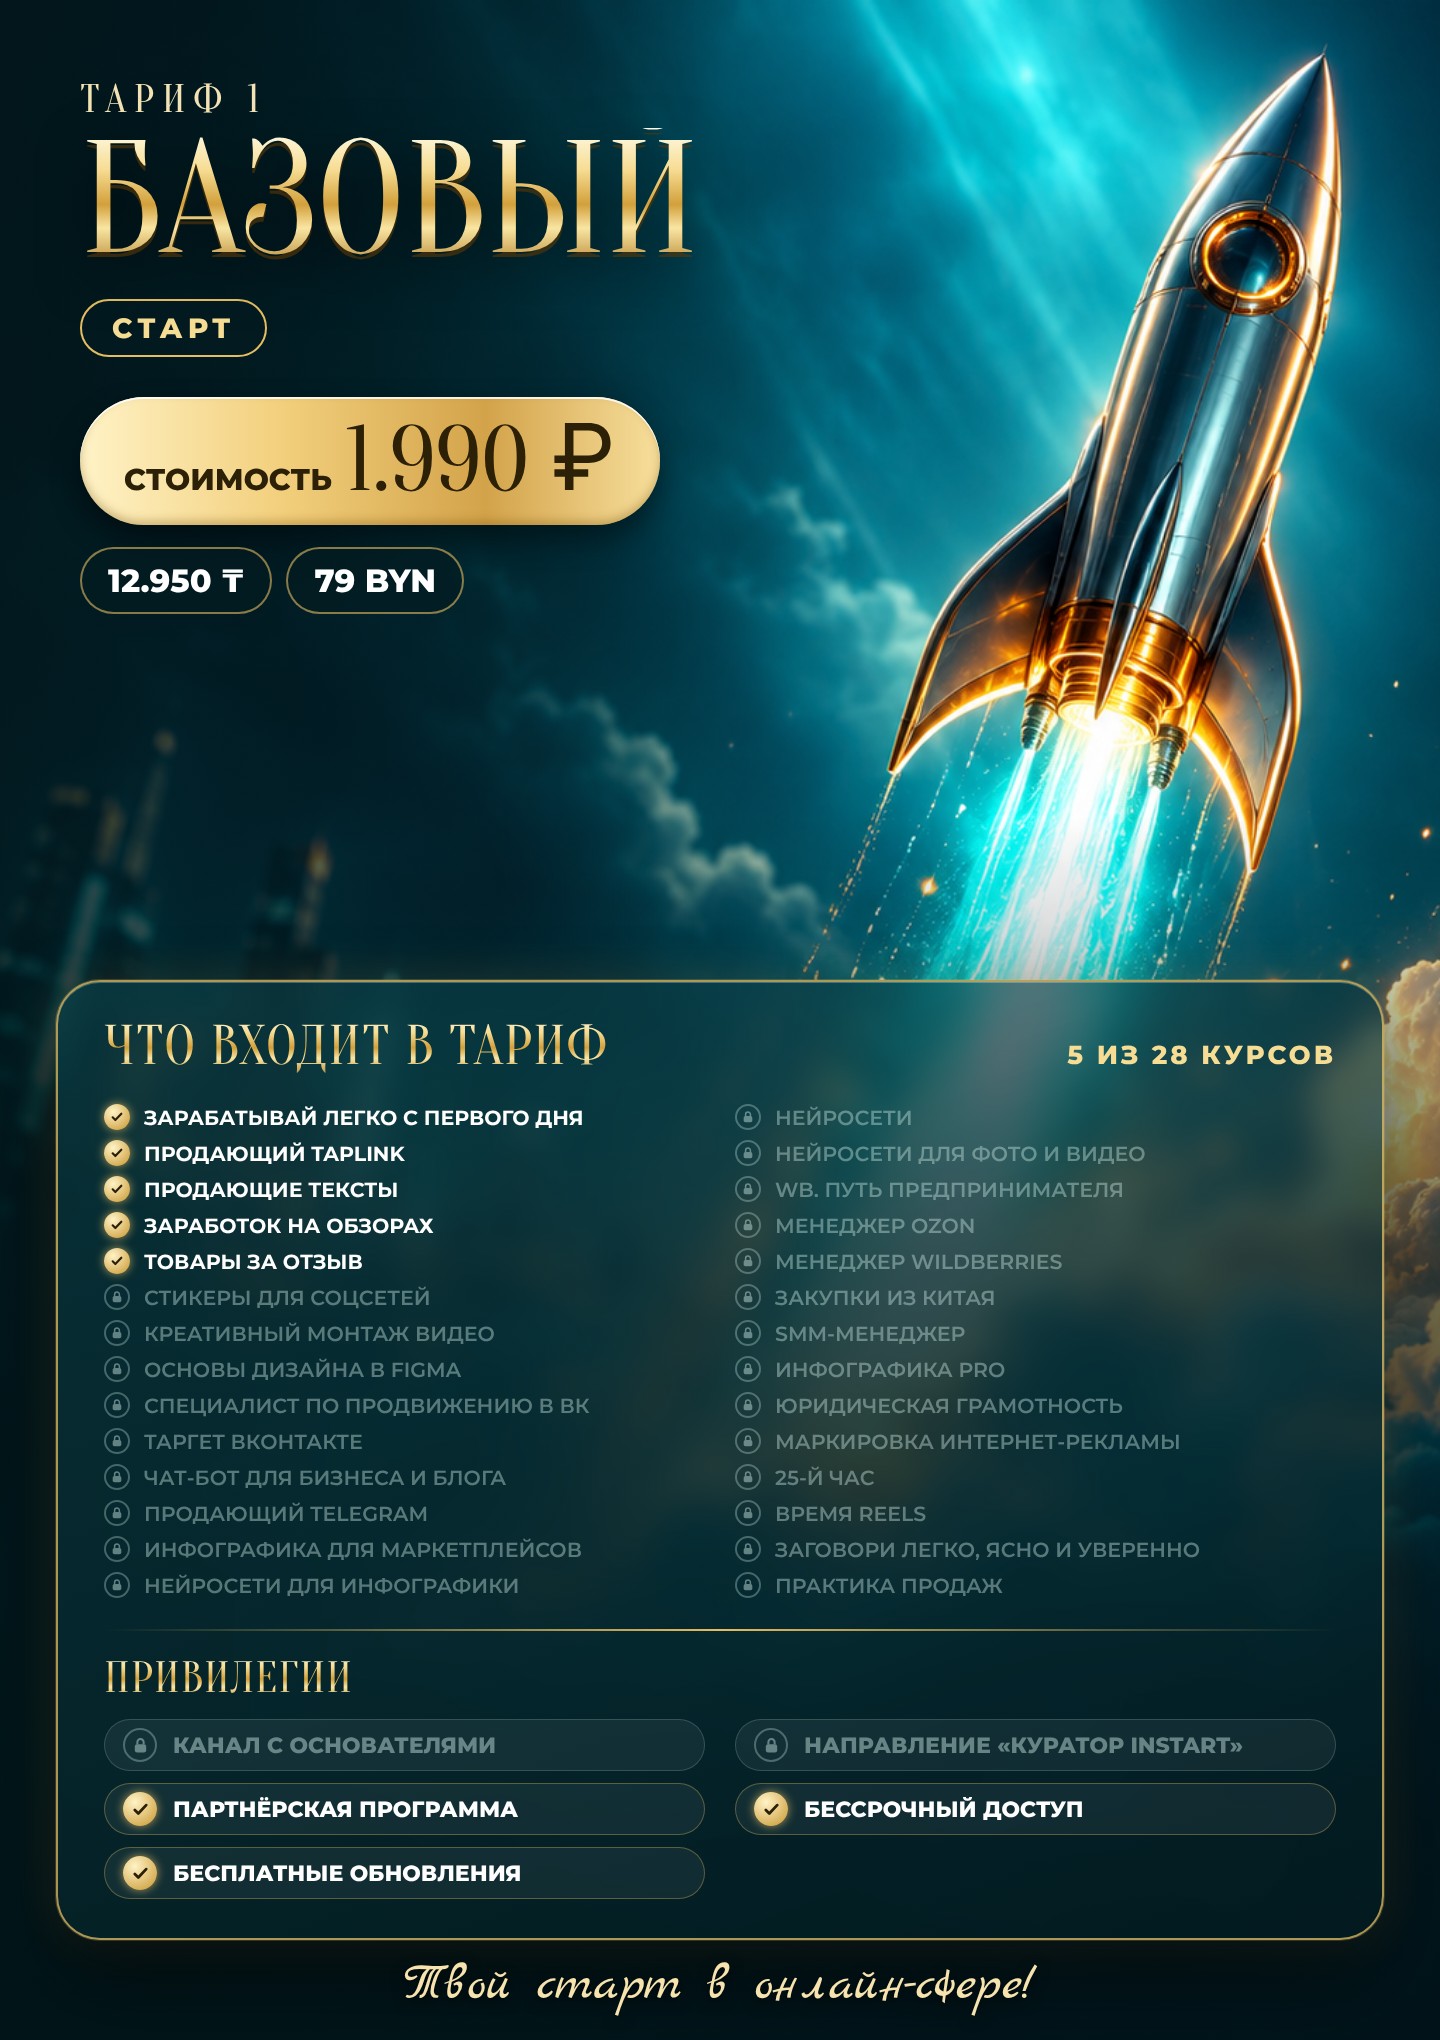 ТАРИФ 1
БАЗОВЫЙ
СТАРТ
стоимость 1.990 ₽
12.950 ₸ 79 BYN
ЧТО ВХОДИТ В ТАРИФ
5 ИЗ 28 КУРСОВ
ЗАРАБАТЫВАЙ ЛЕГКО С ПЕРВОГО ДНЯ
ПРОДАЮЩИЙ TAPLINK
ПРОДАЮЩИЕ ТЕКСТЫ
ЗАРАБОТОК НА ОБЗОРАХ
ТОВАРЫ ЗА ОТЗЫВ
СТИКЕРЫ ДЛЯ СОЦСЕТЕЙ
КРЕАТИВНЫЙ МОНТАЖ ВИДЕО
ОСНОВЫ ДИЗАЙНА В FIGMA
СПЕЦИАЛИСТ ПО ПРОДВИЖЕНИЮ В ВК
ТАРГЕТ ВКОНТАКТЕ
ЧАТ-БОТ ДЛЯ БИЗНЕСА И БЛОГА
ПРОДАЮЩИЙ TELEGRAM
ИНФОГРАФИКА ДЛЯ МАРКЕТПЛЕЙСОВ
НЕЙРОСЕТИ ДЛЯ ИНФОГРАФИКИ
НЕЙРОСЕТИ
НЕЙРОСЕТИ ДЛЯ ФОТО И ВИДЕО
WB. ПУТЬ ПРЕДПРИНИМАТЕЛЯ
МЕНЕДЖЕР OZON
МЕНЕДЖЕР WILDBERRIES
ЗАКУПКИ ИЗ КИТАЯ
SMM-МЕНЕДЖЕР
ИНФОГРАФИКА PRO
ЮРИДИЧЕСКАЯ ГРАМОТНОСТЬ
МАРКИРОВКА ИНТЕРНЕТ-РЕКЛАМЫ
25-Й ЧАС
ВРЕМЯ REELS
ЗАГОВОРИ ЛЕГКО, ЯСНО И УВЕРЕННО
ПРАКТИКА ПРОДАЖ
ПРИВИЛЕГИИ
КАНАЛ С ОСНОВАТЕЛЯМИ
НАПРАВЛЕНИЕ «КУРАТОР INSTART»
ПАРТНЁРСКАЯ ПРОГРАММА
БЕССРОЧНЫЙ ДОСТУП
БЕСПЛАТНЫЕ ОБНОВЛЕНИЯ
Твой старт в онлайн-сфере!